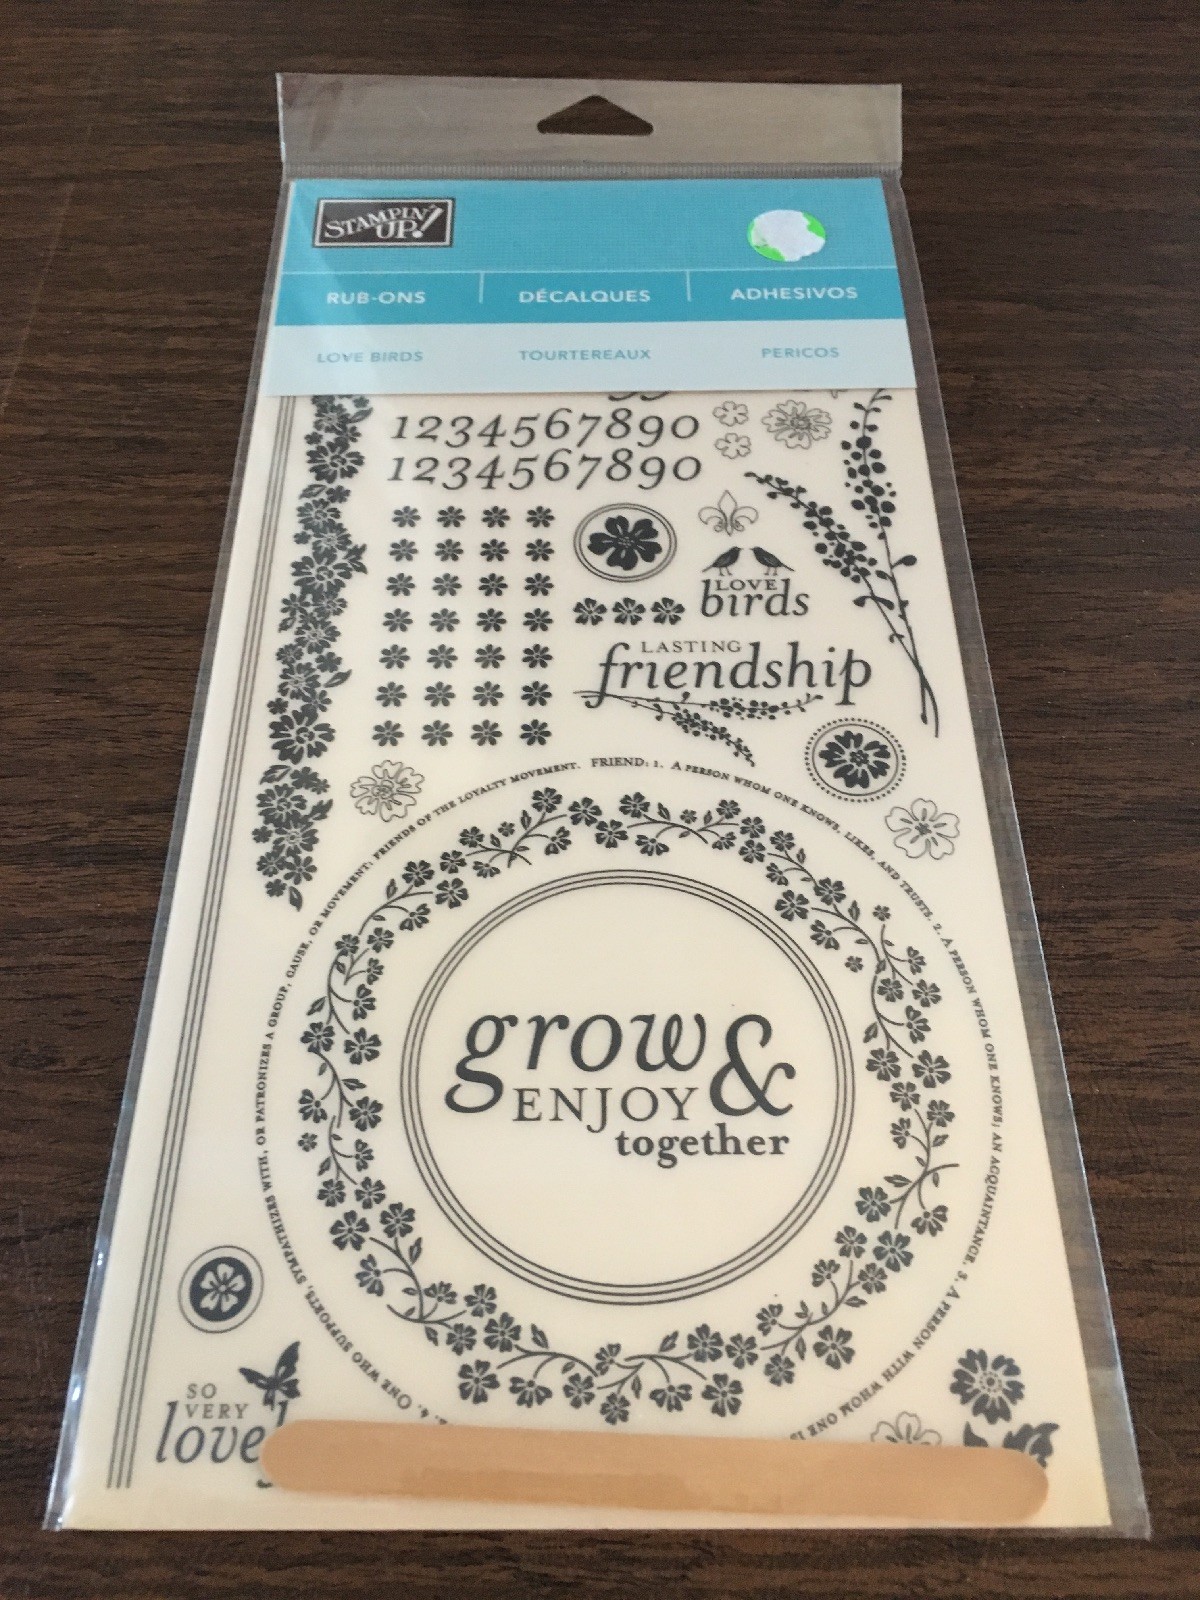 STAMPIN' UP!
RUB-ONS DÉCALQUES ADHESIVOS
LOVE BIRDS TOURTEREAUX PERICOS
1234567890
1234567890
LOVE
birds
LASTING
friendship
FRIEND: 1. A PERSON WHOM ONE KNOWS, LIKES, AND TRUSTS. 2. A PERSON WHOM ONE KNOWS; AN ACQUAINTANCE. 3. A PERSON WITH WHOM ONE IS
4. ONE WHO SUPPORTS, SYMPATHIZES WITH, OR PATRONIZES A GROUP, CAUSE, OR MOVEMENT: FRIENDS OF THE LOYALTY MOVEMENT.
grow &
ENJOY
together
SO
VERY